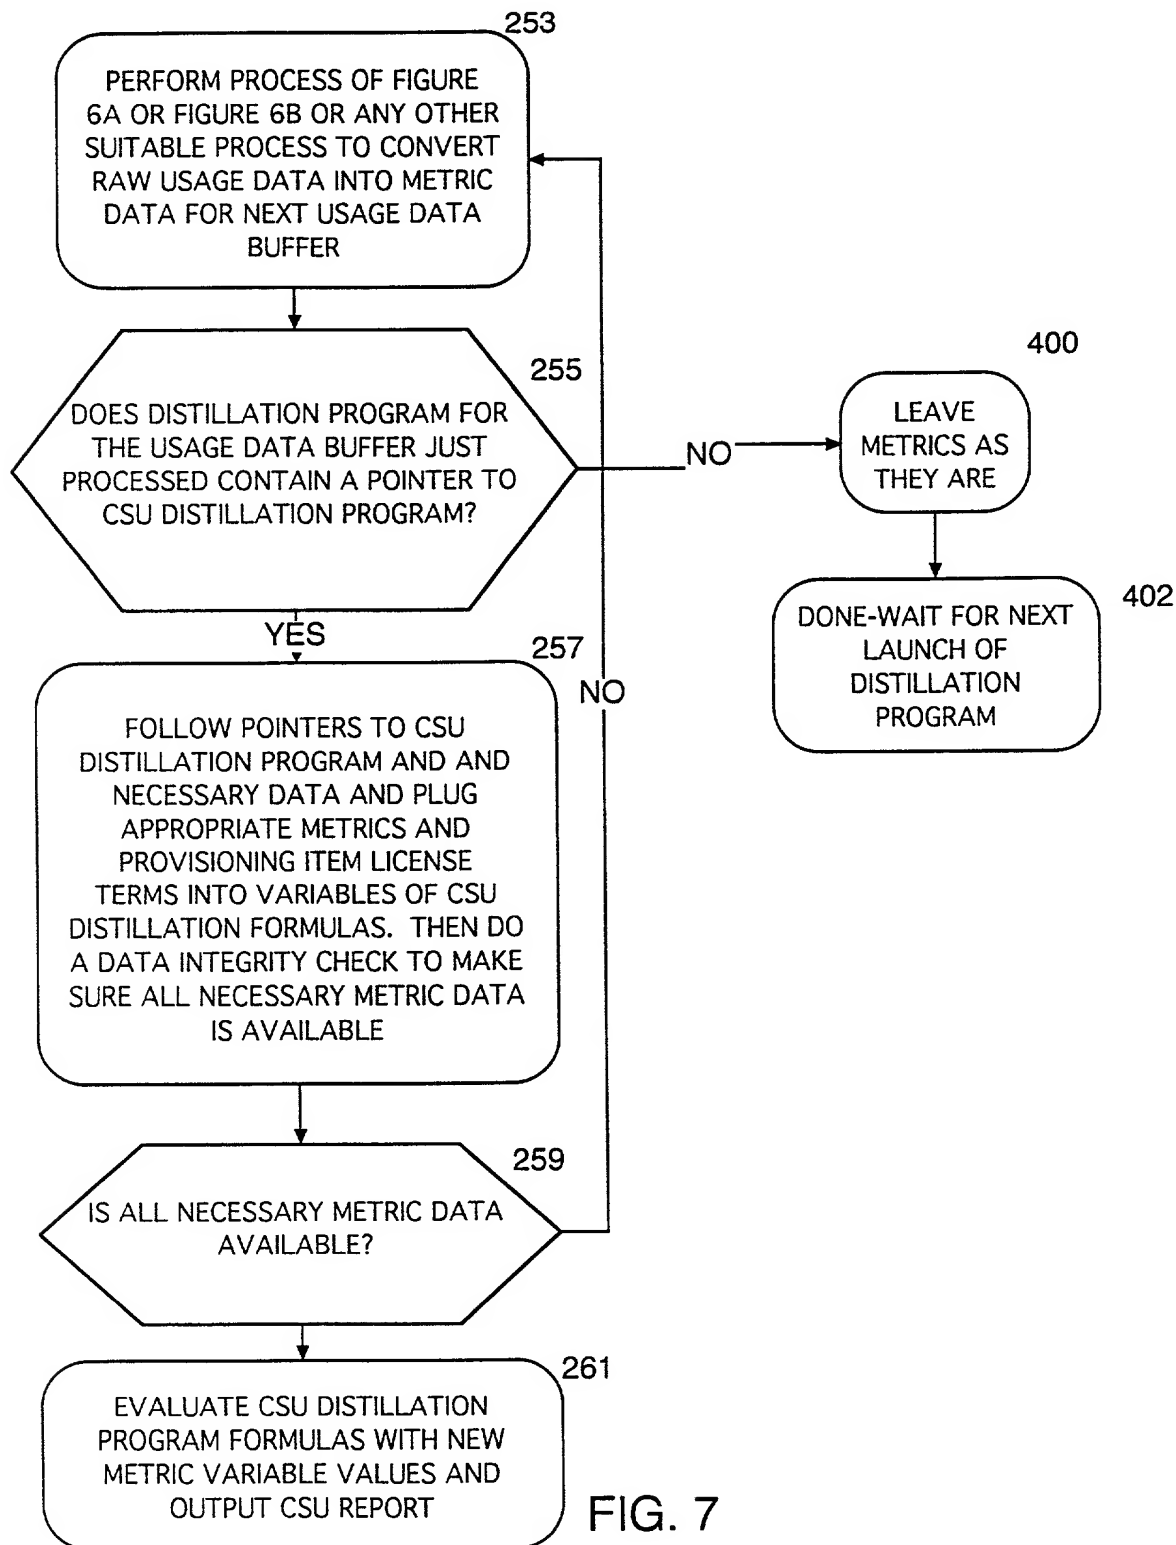 253
PERFORM PROCESS OF FIGURE
6A OR FIGURE 6B OR ANY OTHER
SUITABLE PROCESS TO CONVERT
RAW USAGE DATA INTO METRIC
DATA FOR NEXT USAGE DATA
BUFFER
255
DOES DISTILLATION PROGRAM FOR
THE USAGE DATA BUFFER JUST
PROCESSED CONTAIN A POINTER TO
CSU DISTILLATION PROGRAM?
NO
400
LEAVE
METRICS AS
THEY ARE
402
DONE-WAIT FOR NEXT
LAUNCH OF
DISTILLATION
PROGRAM
YES
257
NO
FOLLOW POINTERS TO CSU
DISTILLATION PROGRAM AND AND
NECESSARY DATA AND PLUG
APPROPRIATE METRICS AND
PROVISIONING ITEM LICENSE
TERMS INTO VARIABLES OF CSU
DISTILLATION FORMULAS. THEN DO
A DATA INTEGRITY CHECK TO MAKE
SURE ALL NECESSARY METRIC DATA
IS AVAILABLE
259
IS ALL NECESSARY METRIC DATA
AVAILABLE?
261
EVALUATE CSU DISTILLATION
PROGRAM FORMULAS WITH NEW
METRIC VARIABLE VALUES AND
OUTPUT CSU REPORT
FIG. 7